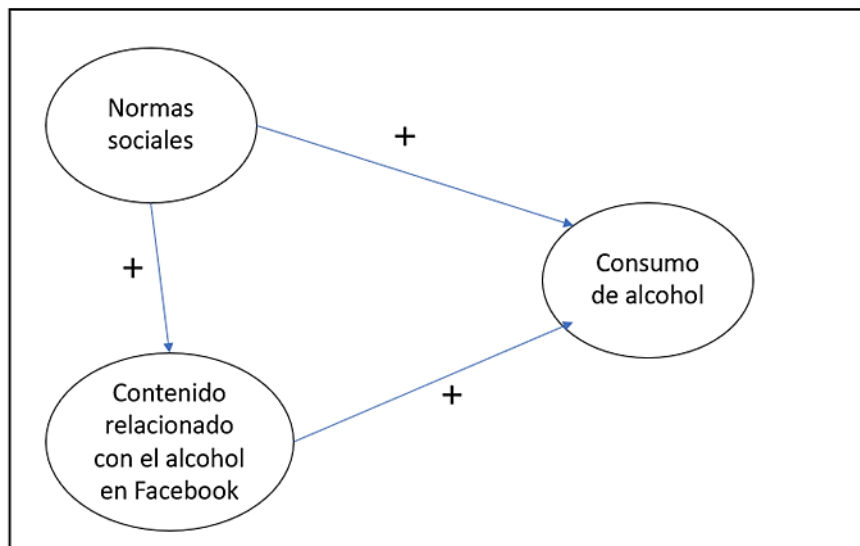 Normas
sociales
+
+
Consumo
de alcohol
+
Contenido
relacionado
con el alcohol
en Facebook